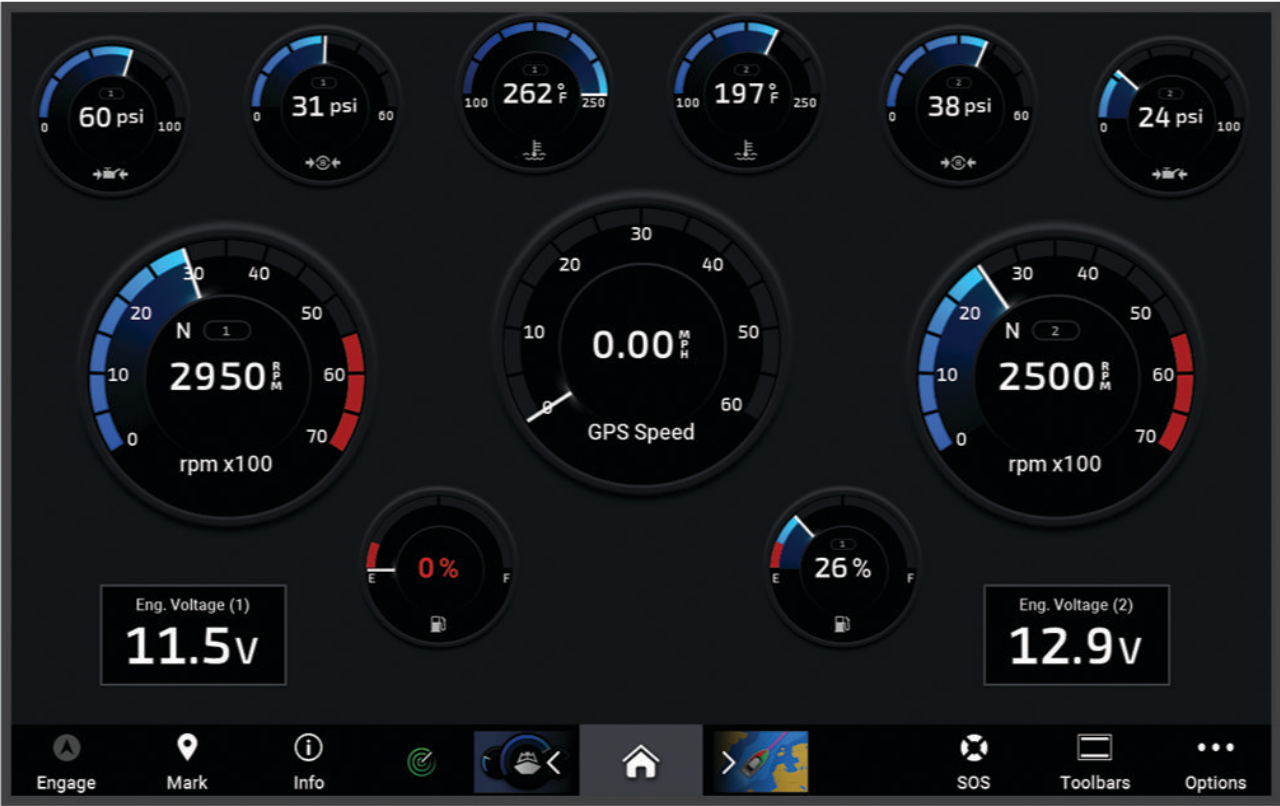 1
60 psi
0 100
1
31 psi
0 60
1
262°F
100 250
2
197°F
100 250
2
38 psi
0 60
2
24 psi
0 100
0 10 20 30 40 50 60 70
N 1
2950 RPM
rpm x100
0 10 20 30 40 50 60
0.00 MPH
GPS Speed
0 10 20 30 40 50 60 70
N 2
2500 RPM
rpm x100
0 %
E F
1
26 %
E F
Eng. Voltage (1)
11.5V
Eng. Voltage (2)
12.9V
Engage
Mark
Info
SOS
Toolbars
Options